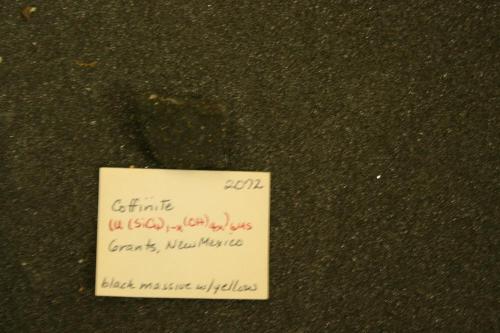 2072
Coffinite
(U(SiO4)1-x(OH)4x)
Grants, New Mexico
black massive w/yellow